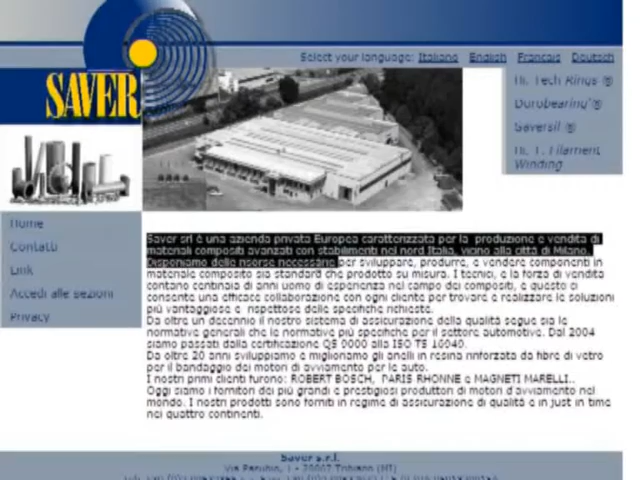 SAVER
Select your language: Italiano English Français Deutsch
Hi. Tech Rings ®
Durobearing ®
Saversil ®
Hi. T. Filament
Winding
Home
Contatti
Link
Accedi alle sezioni
Privacy
Saver srl è una azienda privata Europea caratterizzata per la produzione e vendita di
materiali compositi avanzati con stabilimenti nel nord Italia, vicino alla città di Milano.
Disponiamo delle risorse necessarie per sviluppare, produrre, e vendere componenti in
materiale composito sia standard che prodotto su misura. I tecnici, e la forza di vendita
contano centinaia di anni uomo di esperienza nel campo dei compositi, e questo ci
consente una efficace collaborazione con ogni cliente per trovare e realizzare le soluzioni
più vantaggiose e rispettose delle specifiche richieste.
Da oltre un decennio il nostro sistema di assicurazione della qualità segue sia le
normative generali che le normative più specifiche per il settore automotive. Dal 2004
siamo passati dalla certificazione QS 9000 alla ISO TS 16949.
Da oltre 20 anni sviluppiamo e miglioriamo gli anelli in resina rinforzata da fibre di vetro
per il bandaggio dei motori di avviamento per le auto.
I nostri primi clienti furono: ROBERT BOSCH, PARIS RHONNE e MAGNETI MARELLI..
Oggi siamo i fornitori dei più grandi e prestigiosi produttori di motori d'avviamento nel
mondo. I nostri prodotti sono forniti in regime di assicurazione di qualità e in just in time
nei quattro continenti.
Saver s.r.l.
Via 1 - 20067 Tribiano (MI)